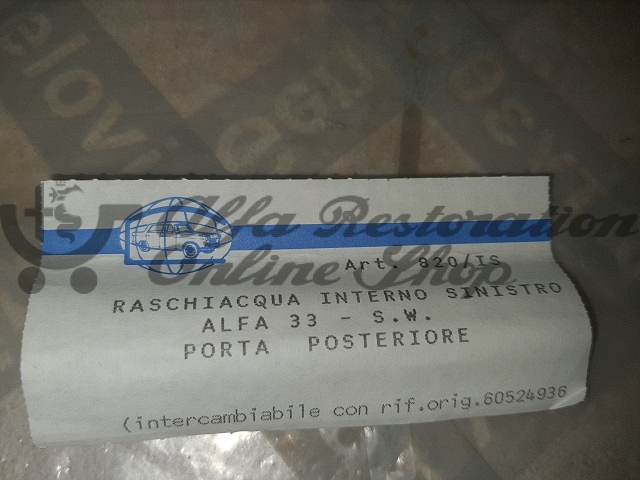 Alfa Restoration
Online Shop
Art. 820/IS
RASCHIACQUA INTERNO SINISTRO
ALFA 33 - S.W.
PORTA POSTERIORE
(intercambiabile con rif.orig.60524936